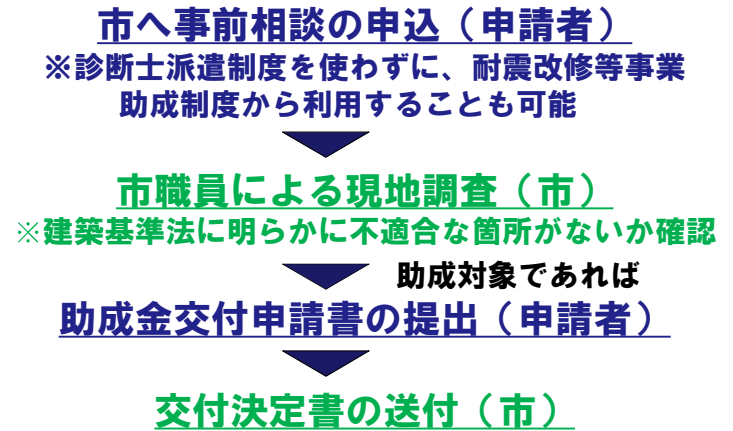 市へ事前相談の申込（申請者）
※診断士派遣制度を使わずに、耐震改修等事業
助成制度から利用することも可能
市職員による現地調査（市）
※建築基準法に明らかに不適合な箇所がないか確認
助成対象であれば
助成金交付申請書の提出（申請者）
交付決定書の送付（市）